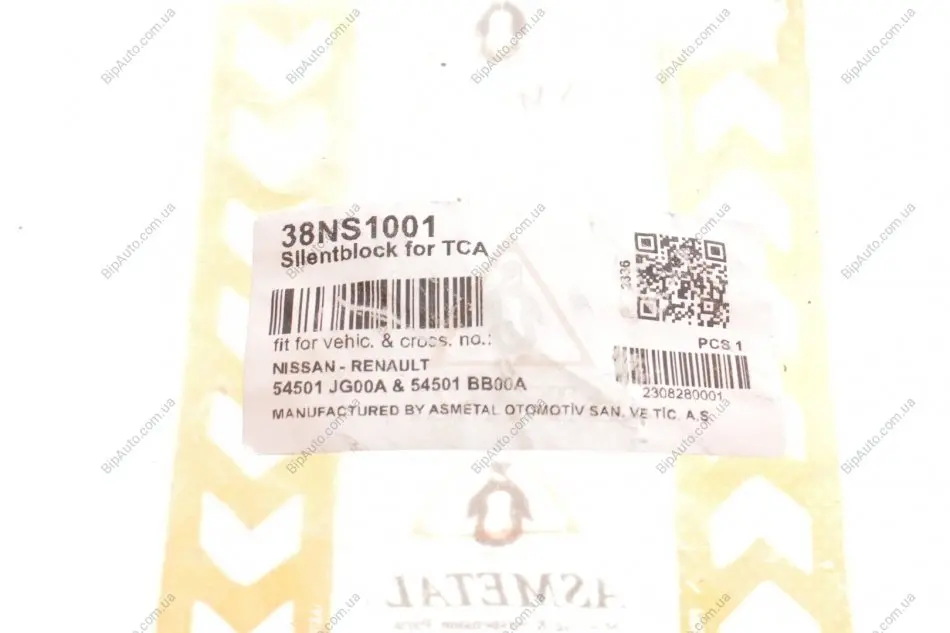 38NS1001
Silentblock for TCA
fit for vehic. & cross. no.:
NISSAN - RENAULT
54501 JG00A & 54501 BB00A
MANUFACTURED BY ASMETAL OTOMOTİV SAN. VE TİC. A.Ş.
2336
PCS 1
2308280001
ASMETAL
BipAuto.com.ua